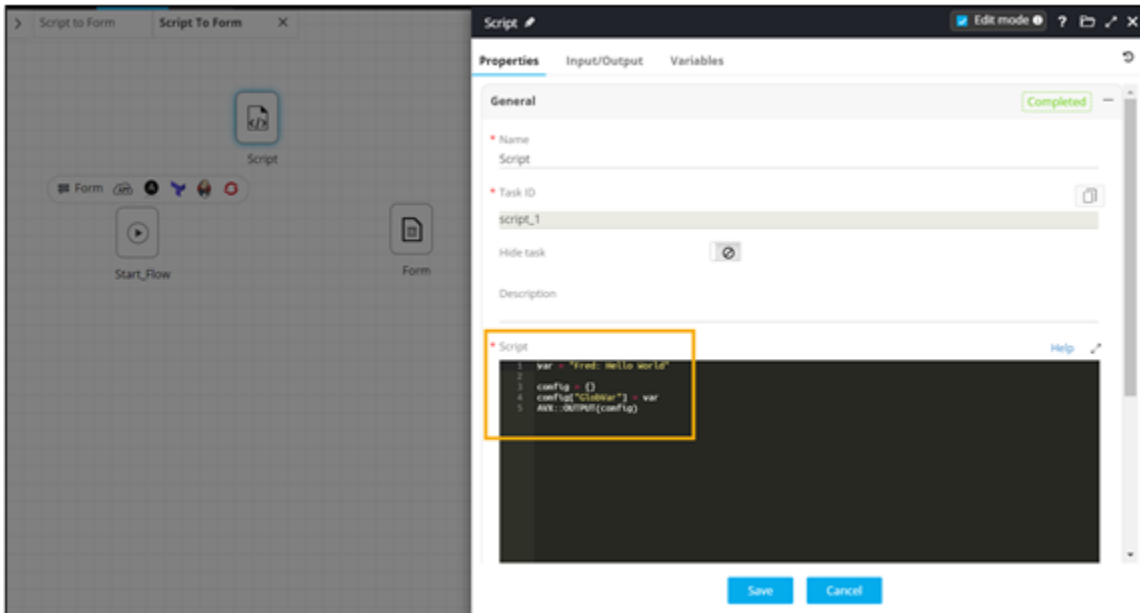 Script to Form
Script To Form
Script
Form
Start_Flow
Form
Script
Edit mode
Properties Input/Output Variables
General
Completed
* Name
Script
* Task ID
script_1
Hide task
Description
* Script
Help
1 var = "Fred: Hello World"
2
3 config = {}
4 config["GlobVar"] = var
5 AVX::OUTPUT(config)
Save Cancel